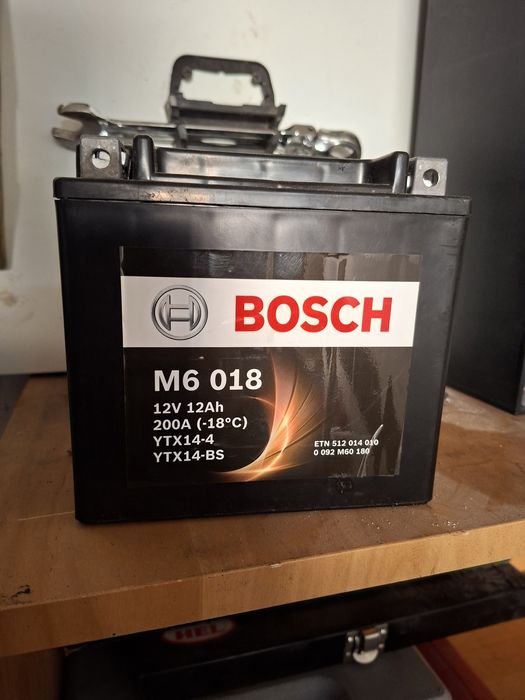 BOSCH
M6 018
12V 12Ah
200A (-18°C)
YTX14-4
YTX14-BS
ETN 512 014 010
0 092 M60 180
HEL